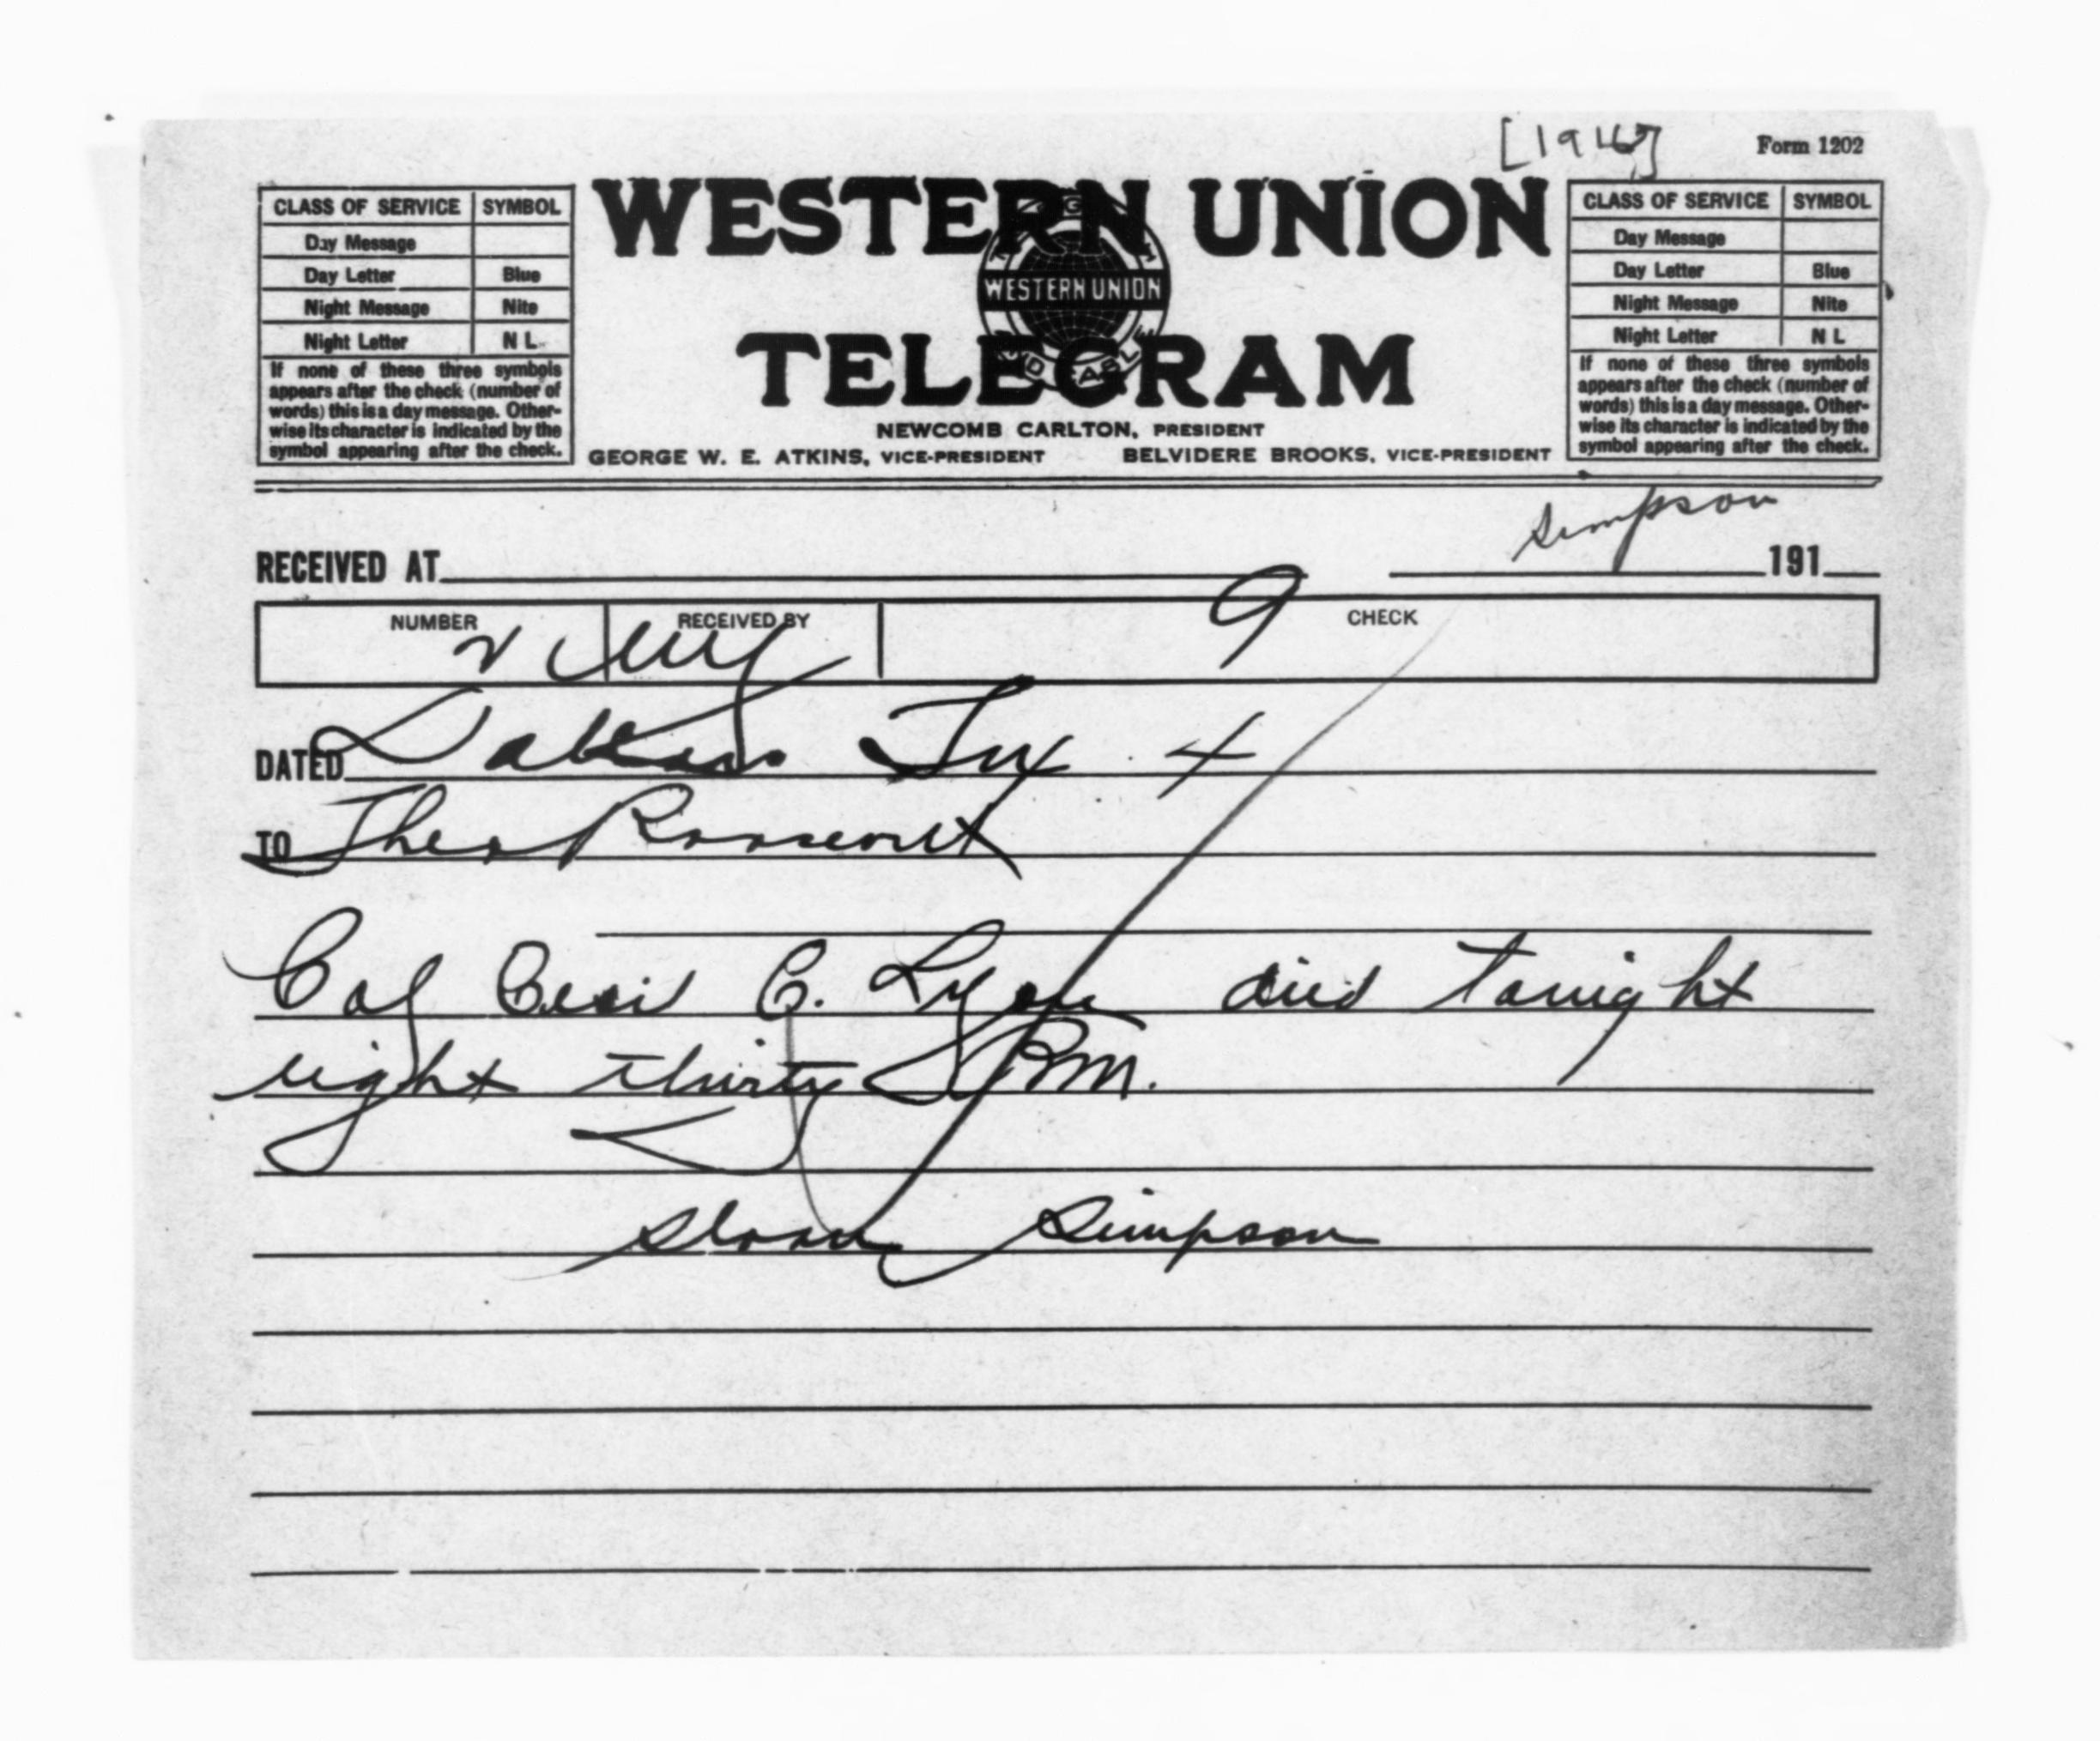 [1916]
Form 1202
CLASS OF SERVICE SYMBOL
Day Message
Day Letter Blue
Night Message Nite
Night Letter N L
If none of these three symbols
appears after the check (number of
words) this is a day message. Other-
wise its character is indicated by the
symbol appearing after the check.
WESTERN UNION
WESTERN UNION
TELEGRAM
NEWCOMB CARLTON, PRESIDENT
GEORGE W. E. ATKINS, VICE-PRESIDENT BELVIDERE BROOKS, VICE-PRESIDENT
CLASS OF SERVICE SYMBOL
Day Message
Day Letter Blue
Night Message Nite
Night Letter N L
If none of these three symbols
appears after the check (number of
words) this is a day message. Other-
wise its character is indicated by the
symbol appearing after the check.
Simpson
RECEIVED AT 191
NUMBER RECEIVED BY 9 CHECK
DATED Dallas Tex 4
TO Theo Roosevelt
Col Cecil C. Lyon died tonight
eight thirty P.M.
Sloan Simpson